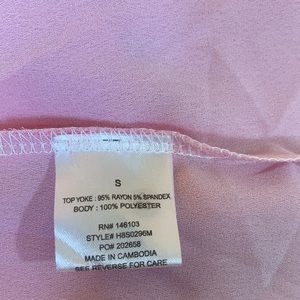 S
TOP YOKE : 95% RAYON 5% SPANDEX
BODY : 100% POLYESTER
RN# 146103
STYLE# H8S0296M
PO# 202658
MADE IN CAMBODIA
SEE REVERSE FOR CARE